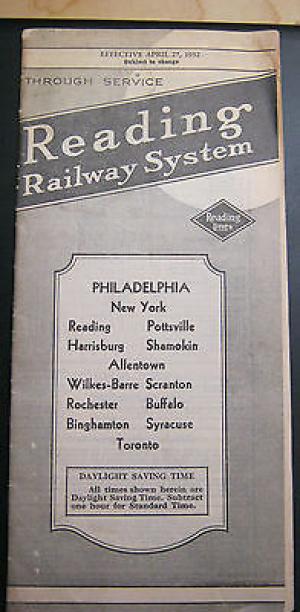 EFFECTIVE APRIL 27, 1932
Subject to change
THROUGH SERVICE
Reading
Railway System
Reading
Lines
PHILADELPHIA
New York
Reading Pottsville
Harrisburg Shamokin
Allentown
Wilkes-Barre Scranton
Rochester Buffalo
Binghamton Syracuse
Toronto
DAYLIGHT SAVING TIME
All times shown herein are
Daylight Saving Time. Subtract
one hour for Standard Time.